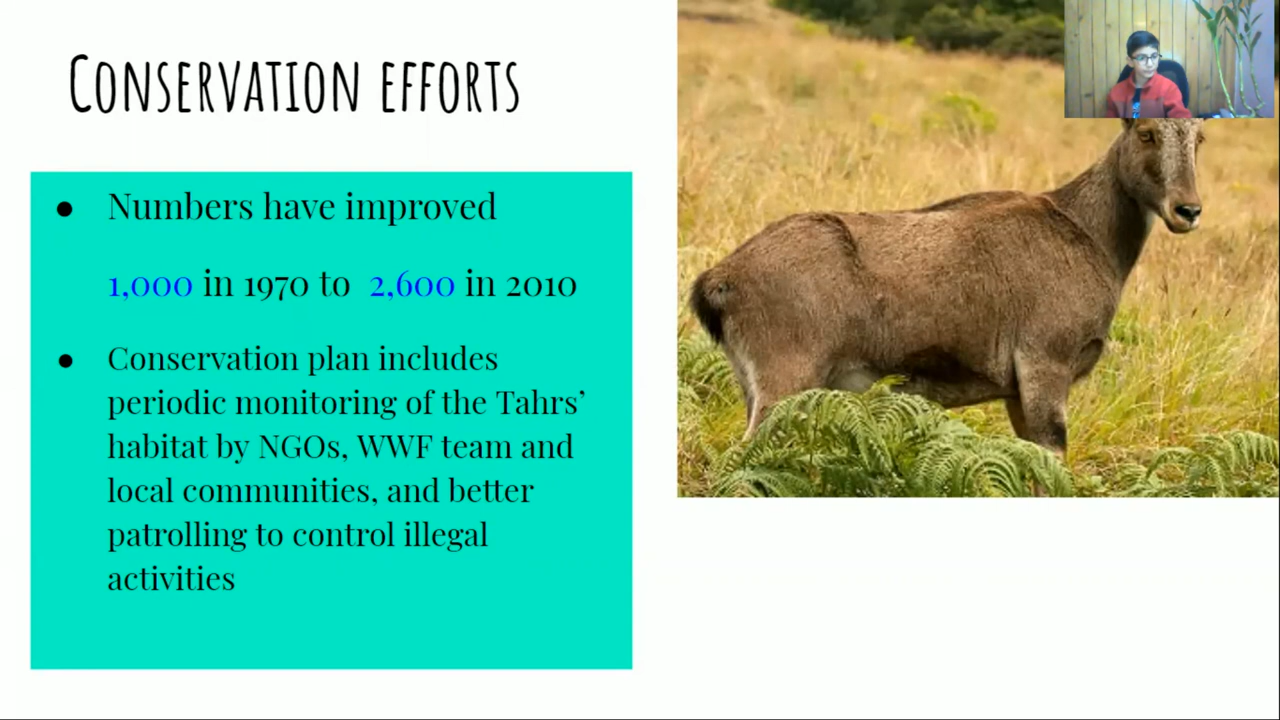 Conservation efforts
● Numbers have improved
1,000 in 1970 to 2,600 in 2010
● Conservation plan includes
periodic monitoring of the Tahrs’
habitat by NGOs, WWF team and
local communities, and better
patrolling to control illegal
activities